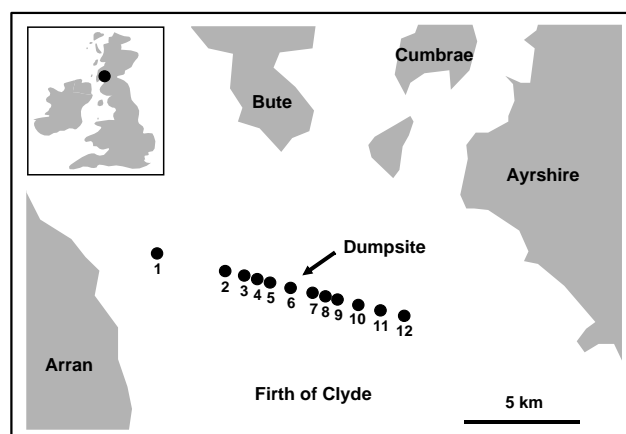 Cumbrae
Bute
Ayrshire
Dumpsite
1
2 3 4 5 6 7 8 9 10 11 12
Arran
Firth of Clyde
5 km